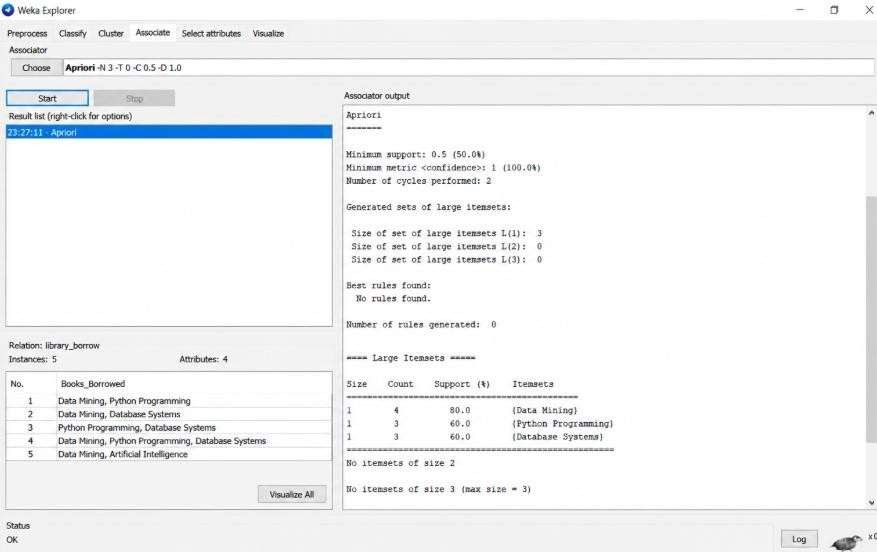 Weka Explorer
Preprocess Classify Cluster Associate Select attributes Visualize
Associator
Choose Apriori -N 3 -T 0 -C 0.5 -D 1.0
Start Stop
Result list (right-click for options)
23:27:11 - Apriori
Relation: library_borrow
Instances: 5 Attributes: 4
No. Books_Borrowed
1 Data Mining, Python Programming
2 Data Mining, Database Systems
3 Python Programming, Database Systems
4 Data Mining, Python Programming, Database Systems
5 Data Mining, Artificial Intelligence
Visualize All
Associator output
Apriori
=======
Minimum support: 0.5 (50.0%)
Minimum metric <confidence>: 1 (100.0%)
Number of cycles performed: 2
Generated sets of large itemsets:
Size of set of large itemsets L(1): 3
Size of set of large itemsets L(2): 0
Size of set of large itemsets L(3): 0
Best rules found:
No rules found.
Number of rules generated: 0
==== Large Itemsets =====
Size Count Support (%) Itemsets
1 4 80.0 {Data Mining}
1 3 60.0 {Python Programming}
1 3 60.0 {Database Systems}
No itemsets of size 2
No itemsets of size 3 (max size = 3)
Status
OK
Log x0